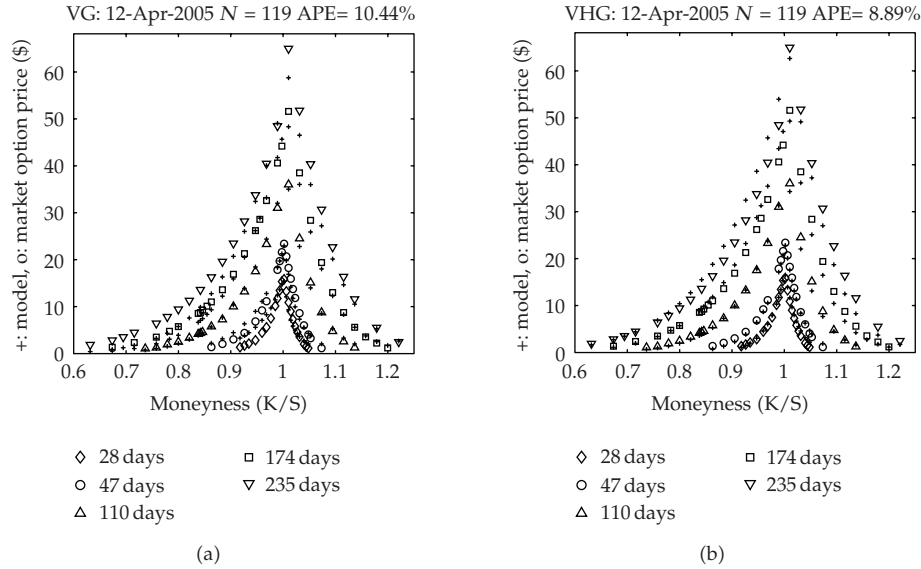 VG: 12-Apr-2005 N = 119 APE= 10.44%
+: model, o: market option price ($)
60
50
40
30
20
10
0
0.6 0.7 0.8 0.9 1 1.1 1.2
Moneyness (K/S)
28 days
47 days
110 days
174 days
235 days
(a)
VHG: 12-Apr-2005 N = 119 APE= 8.89%
+: model, o: market option price ($)
60
50
40
30
20
10
0
0.6 0.7 0.8 0.9 1 1.1 1.2
Moneyness (K/S)
28 days
47 days
110 days
174 days
235 days
(b)